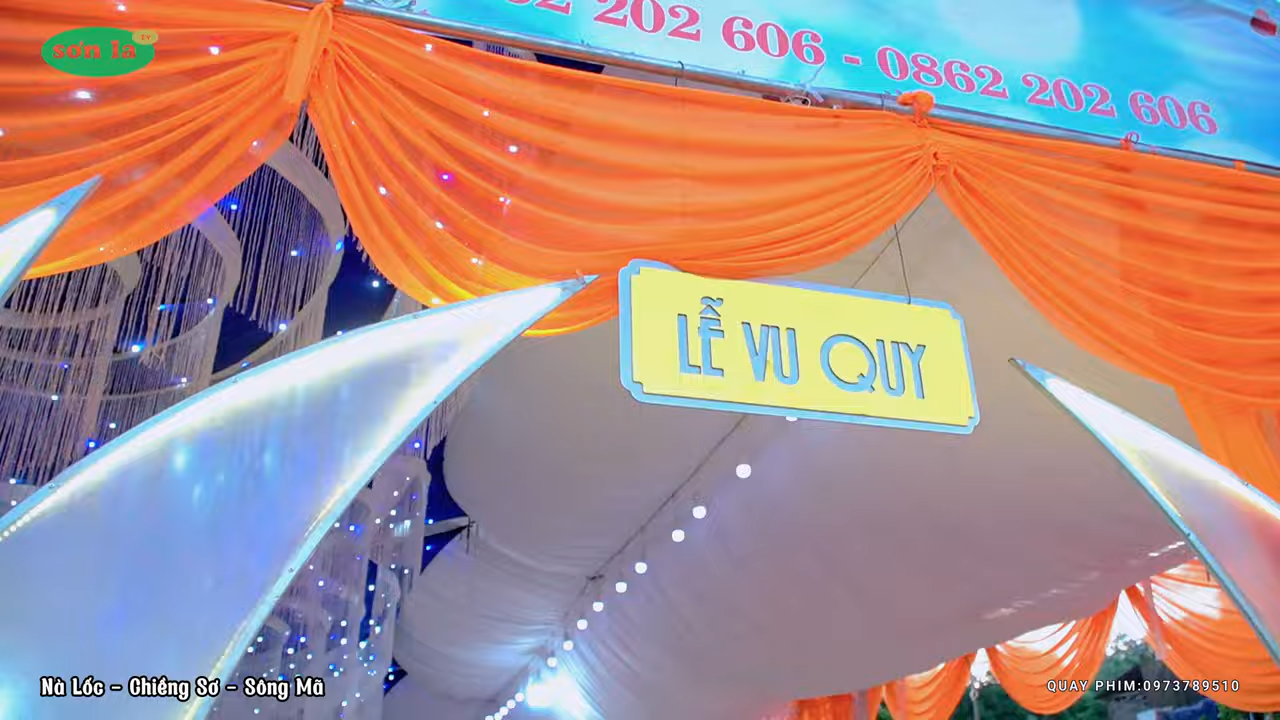 202 606 - 0862 202 606
sơn la
TV
LỄ VU QUY
Nà Lốc - Chiềng Sơ - Sông Mã
QUAY PHIM:0973789510